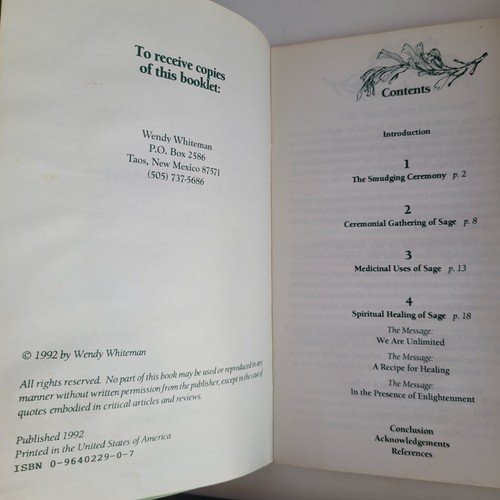 To receive copies
of this booklet:
Wendy Whiteman
P.O. Box 2586
Taos, New Mexico 87571
(505) 737-5686
© 1992 by Wendy Whiteman
All rights reserved. No part of this book may be used or reproduced in any
manner without written permission from the publisher, except in the case of
quotes embodied in critical articles and reviews.
Published 1992
Printed in the United States of America
ISBN 0-9640229-0-7
Contents
Introduction
1
The Smudging Ceremony p. 2
2
Ceremonial Gathering of Sage p. 8
3
Medicinal Uses of Sage p. 13
4
Spiritual Healing of Sage p. 18
The Message:
We Are Unlimited
The Message:
A Recipe for Healing
The Message:
In the Presence of Enlightenment
Conclusion
Acknowledgements
References